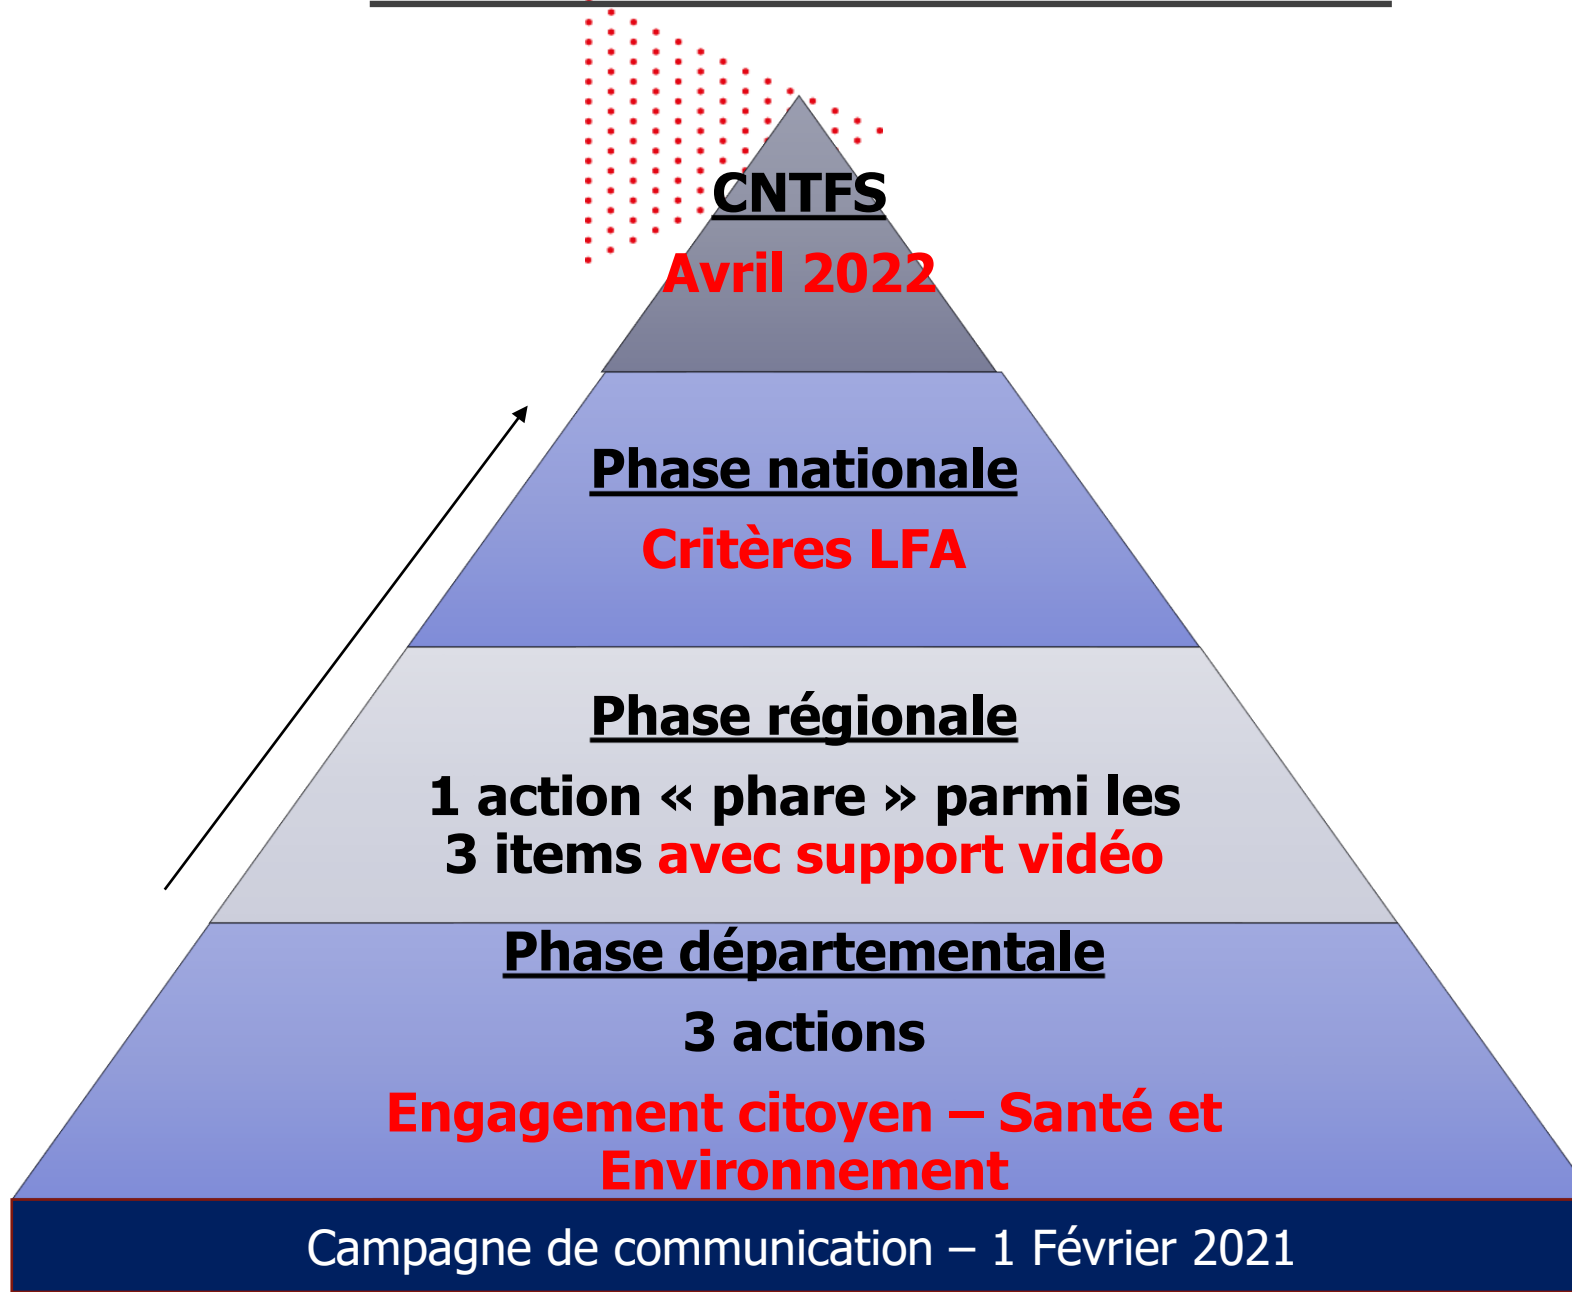 CNTFS
Avril 2022
Phase nationale
Critères LFA
Phase régionale
1 action « phare » parmi les
3 items avec support vidéo
Phase départementale
3 actions
Engagement citoyen – Santé et
Environnement
Campagne de communication – 1 Février 2021